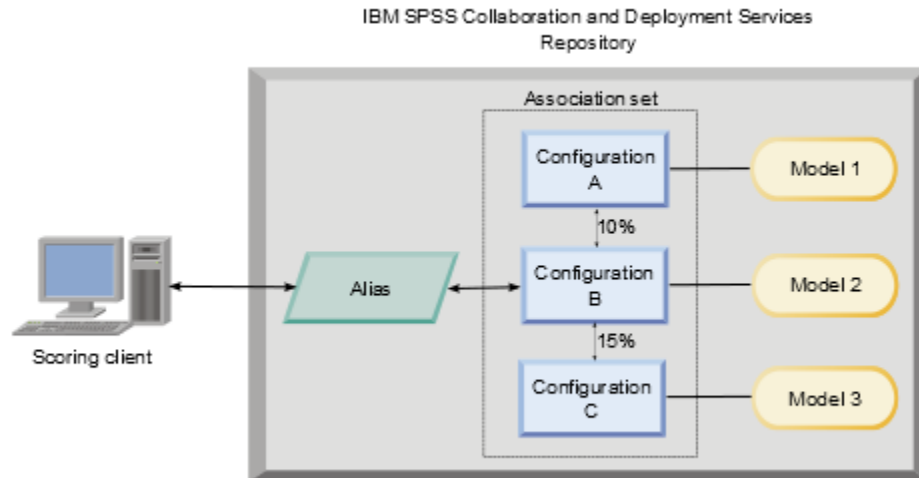 IBM SPSS Collaboration and Deployment Services
Repository
Association set
Configuration
A
Model 1
10%
Scoring client
Alias
Configuration
B
Model 2
15%
Configuration
C
Model 3